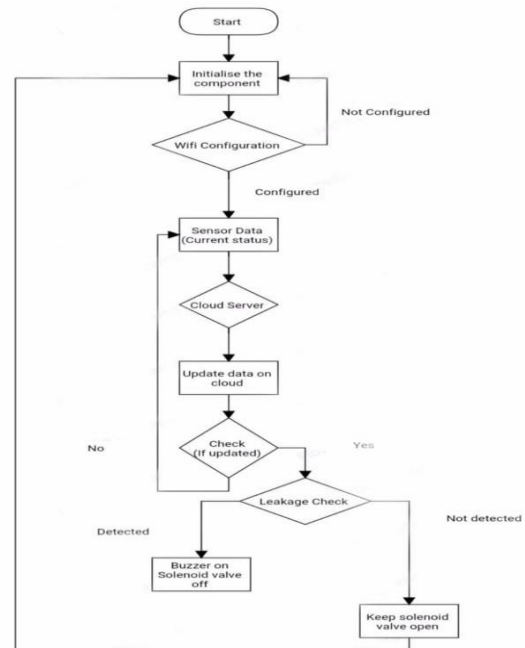 Start
Initialise the
component
Not Configured
Wifi Configuration
Configured
Sensor Data
(Current status)
Cloud Server
Update data on
cloud
No
Check
(If updated)
Yes
Leakage Check
Detected
Not detected
Buzzer on
Solenoid valve
off
Keep solenoid
valve open